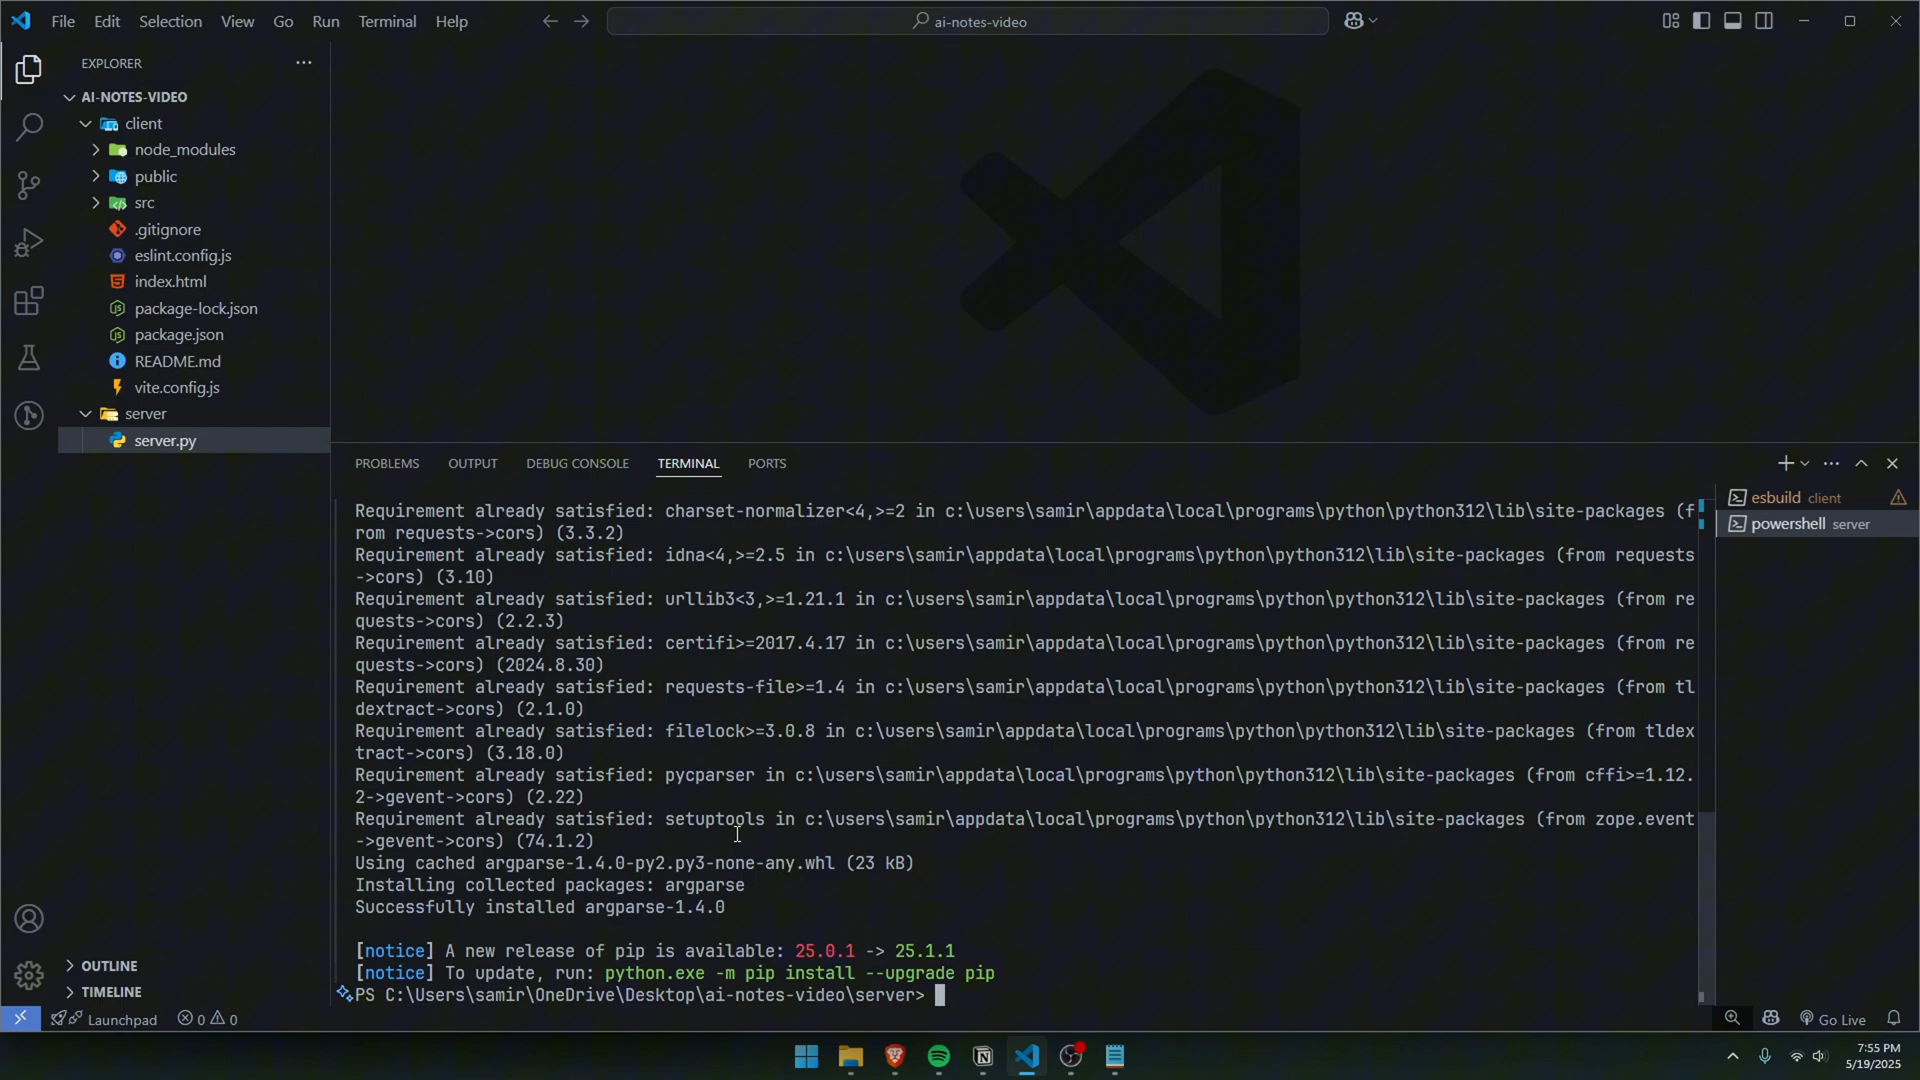 File Edit Selection View Go Run Terminal Help
ai-notes-video
EXPLORER
AI-NOTES-VIDEO
client
node_modules
public
src
.gitignore
eslint.config.js
index.html
package-lock.json
package.json
README.md
vite.config.js
server
server.py
OUTLINE
TIMELINE
PROBLEMS OUTPUT DEBUG CONSOLE TERMINAL PORTS
Requirement already satisfied: charset-normalizer<4,>=2 in c:\users\samir\appdata\local\programs\python\python312\lib\site-packages (f
rom requests->cors) (3.3.2)
Requirement already satisfied: idna<4,>=2.5 in c:\users\samir\appdata\local\programs\python\python312\lib\site-packages (from requests
->cors) (3.10)
Requirement already satisfied: urllib3<3,>=1.21.1 in c:\users\samir\appdata\local\programs\python\python312\lib\site-packages (from re
quests->cors) (2.2.3)
Requirement already satisfied: certifi>=2017.4.17 in c:\users\samir\appdata\local\programs\python\python312\lib\site-packages (from re
quests->cors) (2024.8.30)
Requirement already satisfied: requests-file>=1.4 in c:\users\samir\appdata\local\programs\python\python312\lib\site-packages (from tl
dextract->cors) (2.1.0)
Requirement already satisfied: filelock>=3.0.8 in c:\users\samir\appdata\local\programs\python\python312\lib\site-packages (from tldex
tract->cors) (3.18.0)
Requirement already satisfied: pycparser in c:\users\samir\appdata\local\programs\python\python312\lib\site-packages (from cffi>=1.12.
2->gevent->cors) (2.22)
Requirement already satisfied: setuptools in c:\users\samir\appdata\local\programs\python\python312\lib\site-packages (from zope.event
->gevent->cors) (74.1.2)
Using cached argparse-1.4.0-py2.py3-none-any.whl (23 kB)
Installing collected packages: argparse
Successfully installed argparse-1.4.0
[notice] A new release of pip is available: 25.0.1 -> 25.1.1
[notice] To update, run: python.exe -m pip install --upgrade pip
PS C:\Users\samir\OneDrive\Desktop\ai-notes-video\server>
esbuild client
powershell server
Launchpad 0 0
Go Live
7:55 PM
5/19/2025